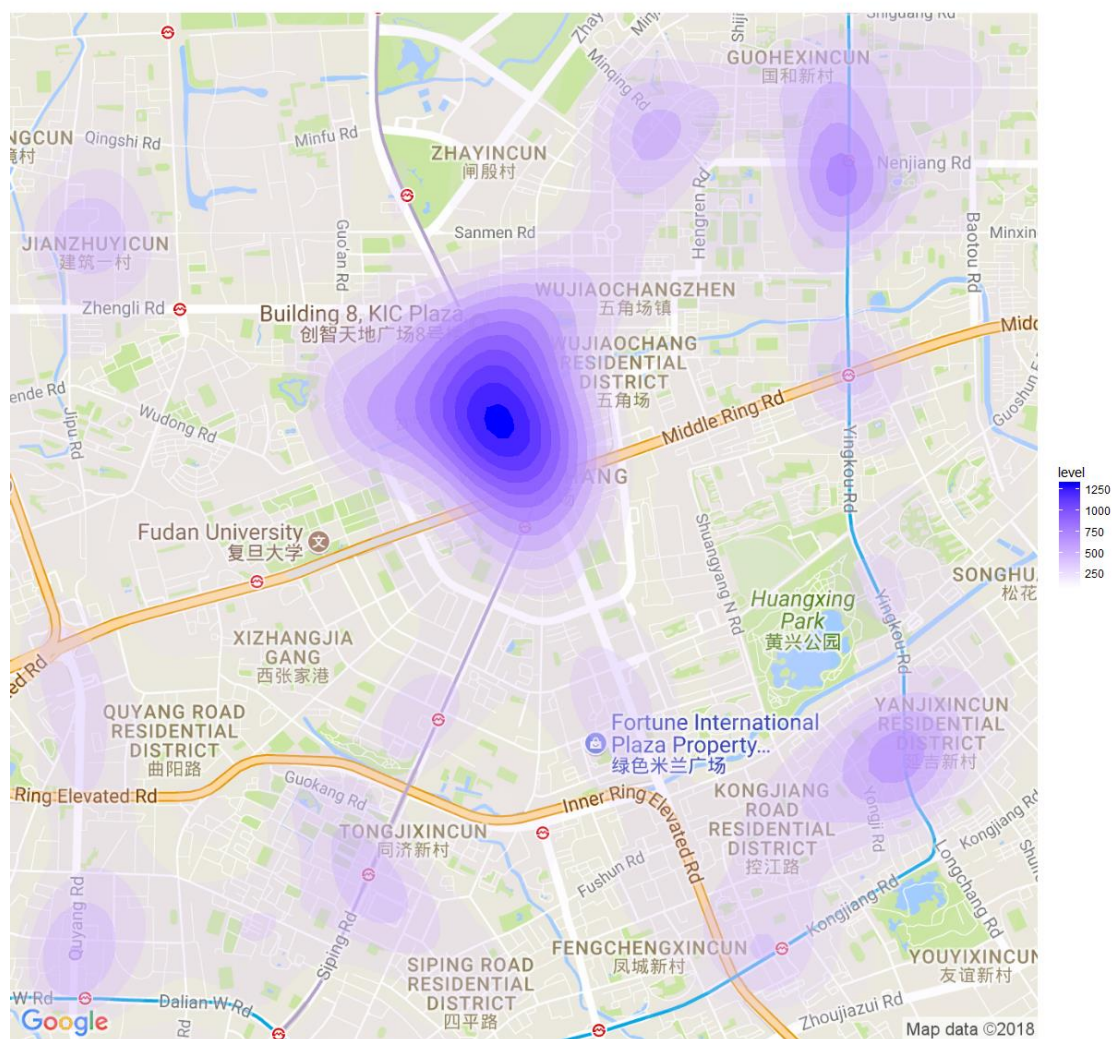 Shiguang Rd
GUOHEXINCUN
国和新村
Minqing Rd
Qingshi Rd
Minfu Rd
ZHAYINCUN
闸殷村
Nenjiang Rd
Hengren Rd
Baotou Rd
Guo'an Rd
Sanmen Rd
JIANZHUYICUN
建筑一村
Zhengli Rd
WUJIAOCHANGZHEN
五角场镇
Building 8, KIC Plaza
创智天地广场8号
WUJIAOCHANG
RESIDENTIAL
DISTRICT
五角场
Middle Ring Rd
Jipu Rd
Wudong Rd
Yingkou Rd
level
1250
1000
750
500
250
Fudan University
复旦大学
Shuangyang N Rd
松花
Huangxing
Park
黄兴公园
Yingkou Rd
XIZHANGJIA
GANG
西张家港
QUYANG ROAD
RESIDENTIAL
DISTRICT
曲阳路
YANJIXINCUN
RESIDENTIAL
DISTRICT
延吉新村
Fortune International
Plaza Property...
绿色米兰广场
Ring Elevated Rd
Guokang Rd
Inner Ring Elevated Rd
KONGJIANG
ROAD
RESIDENTIAL
DISTRICT
控江路
Yongji Rd
Kongjiang Rd
TONGJIXINCUN
同济新村
Fushun Rd
Longchang Rd
Kongjiang Rd
Quyang Rd
Siping Rd
FENGCHENGXINCUN
凤城新村
YOUYIXINCUN
友谊新村
SIPING ROAD
RESIDENTIAL
DISTRICT
四平路
W Rd
Dalian W Rd
Rd
Zhoujiazui Rd
Google
Map data ©2018